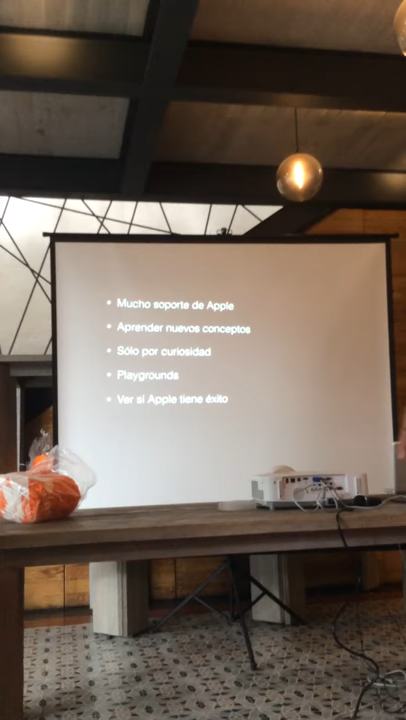 • Mucho soporte de Apple
• Aprender nuevos conceptos
• Sólo por curiosidad
• Playgrounds
• Ver si Apple tiene éxito